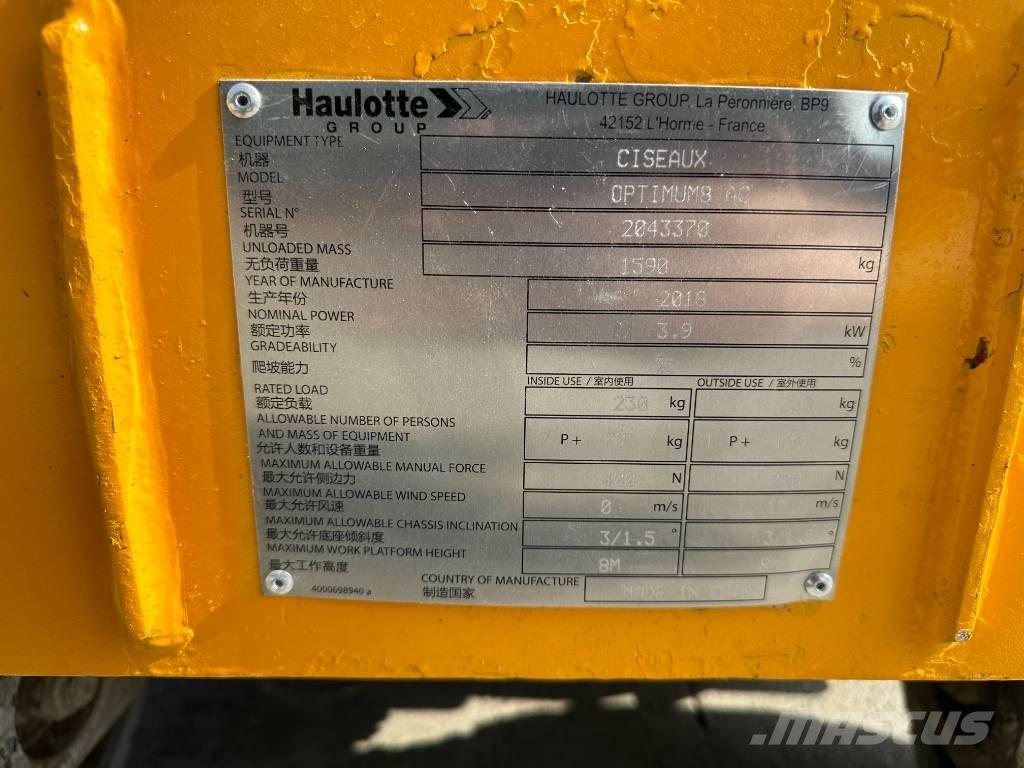 Haulotte
GROUP
HAULOTTE GROUP, La Péronnière, BP9
42152 L'Horme - France
EQUIPMENT TYPE
机器
CISEAUX
MODEL
型号
OPTIMUM8 AC
SERIAL N°
机器号
2043370
UNLOADED MASS
无负荷重量
1590 kg
YEAR OF MANUFACTURE
生产年份
2018
NOMINAL POWER
额定功率
3.9 kW
GRADEABILITY
爬坡能力
%
INSIDE USE / 室内使用
OUTSIDE USE / 室外使用
RATED LOAD
额定负载
230 kg
kg
ALLOWABLE NUMBER OF PERSONS
AND MASS OF EQUIPMENT
允许人数和设备重量
P + 70 kg
P + kg
MAXIMUM ALLOWABLE MANUAL FORCE
最大允许侧边力
400 N
N
MAXIMUM ALLOWABLE WIND SPEED
最大允许风速
0 m/s
m/s
MAXIMUM ALLOWABLE CHASSIS INCLINATION
最大允许底座倾斜度
3/1.5 °
°
MAXIMUM WORK PLATFORM HEIGHT
最大工作高度
8M
COUNTRY OF MANUFACTURE
制造国家
MADE IN
4000698940 a
MASCUS